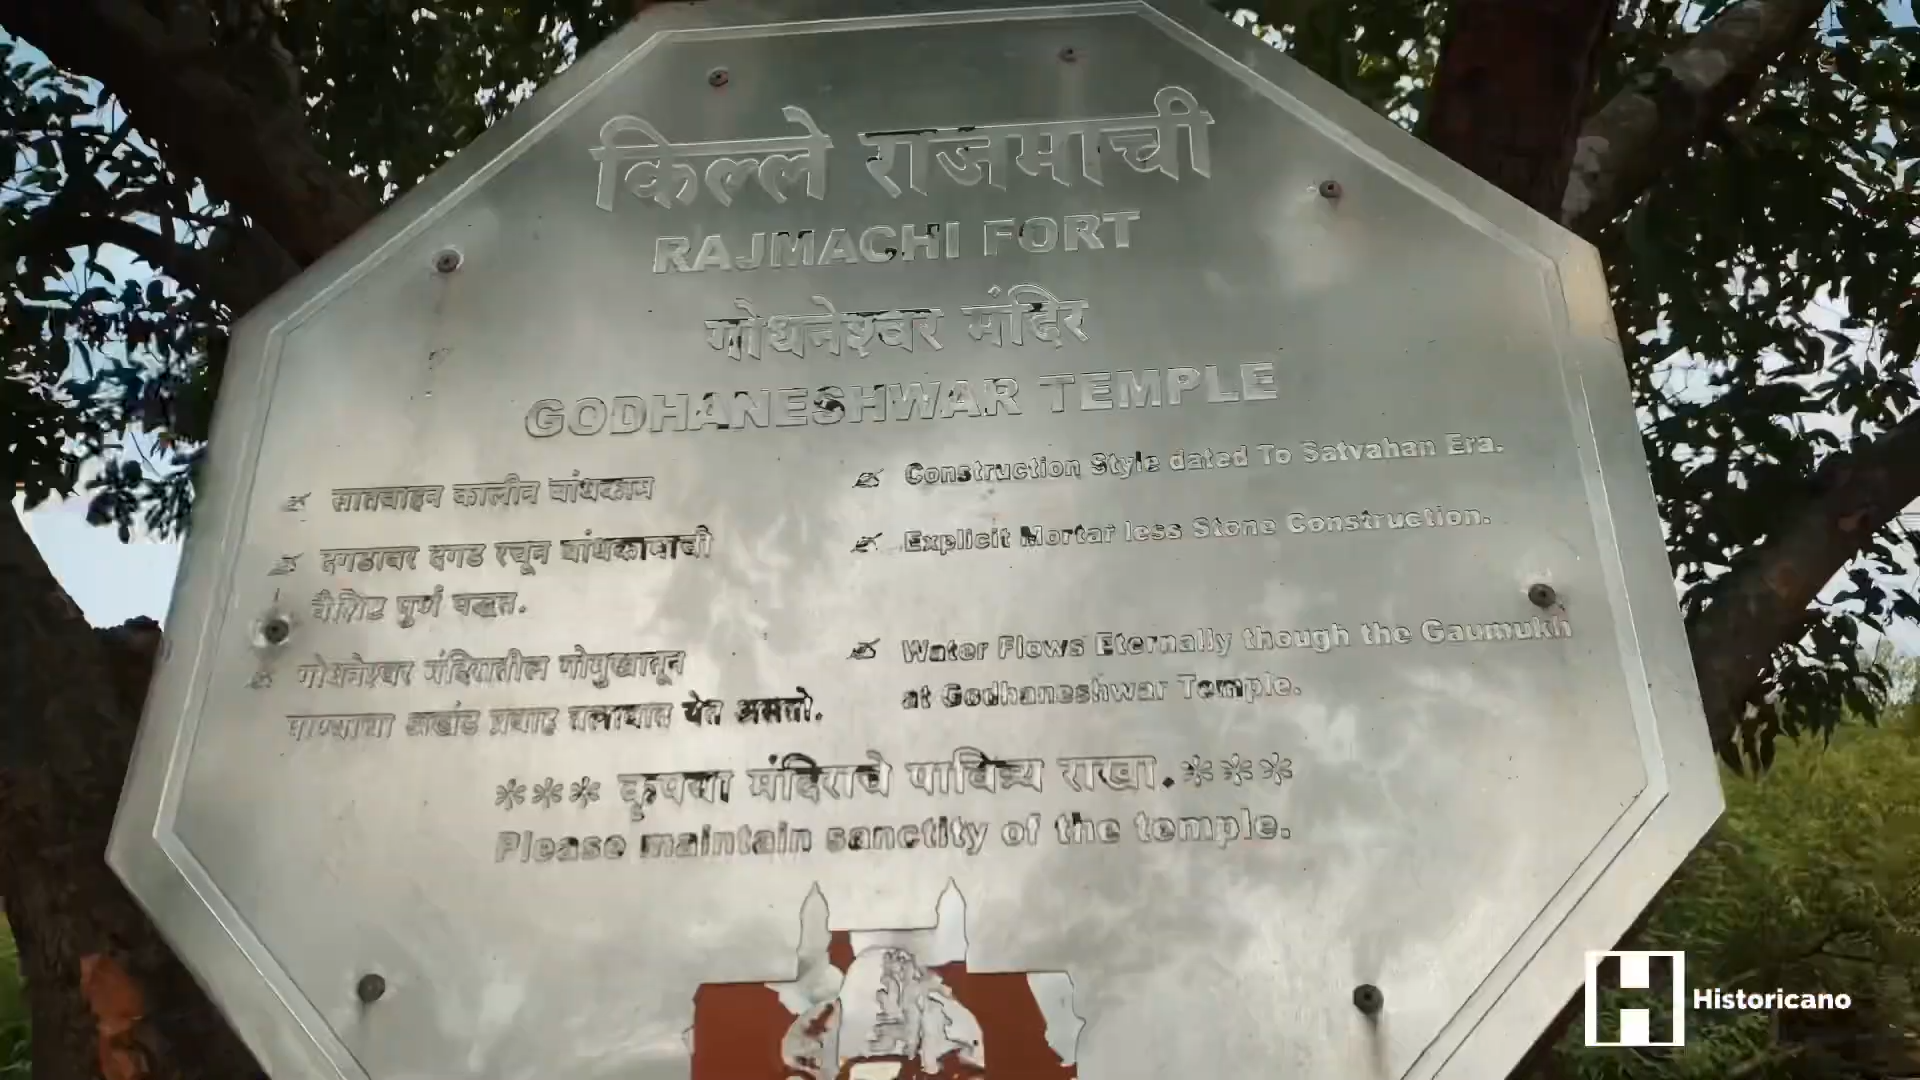 किल्ले राजमाची
RAJMACHI FORT
गोधनेश्वर मंदिर
GODHANESHWAR TEMPLE
सातवाहन कालीन बांधकाम
दगडावर दगड रचून बांधकामाची
वैशिष्ट पुर्ण पद्धत.
गोधनेश्वर मंदिरातील गोमुखातून
पाण्याचा अखंड प्रवाह तलावात येत असतो.
Construction Style dated To Satvahan Era.
Explicit Mortar less Stone Construction.
Water Flows Eternally though the Gaumukh
at Godhaneshwar Temple.
*** कृपया मंदिराचे पावित्र्य राखा.***
Please maintain sanctity of the temple.
H Historicano